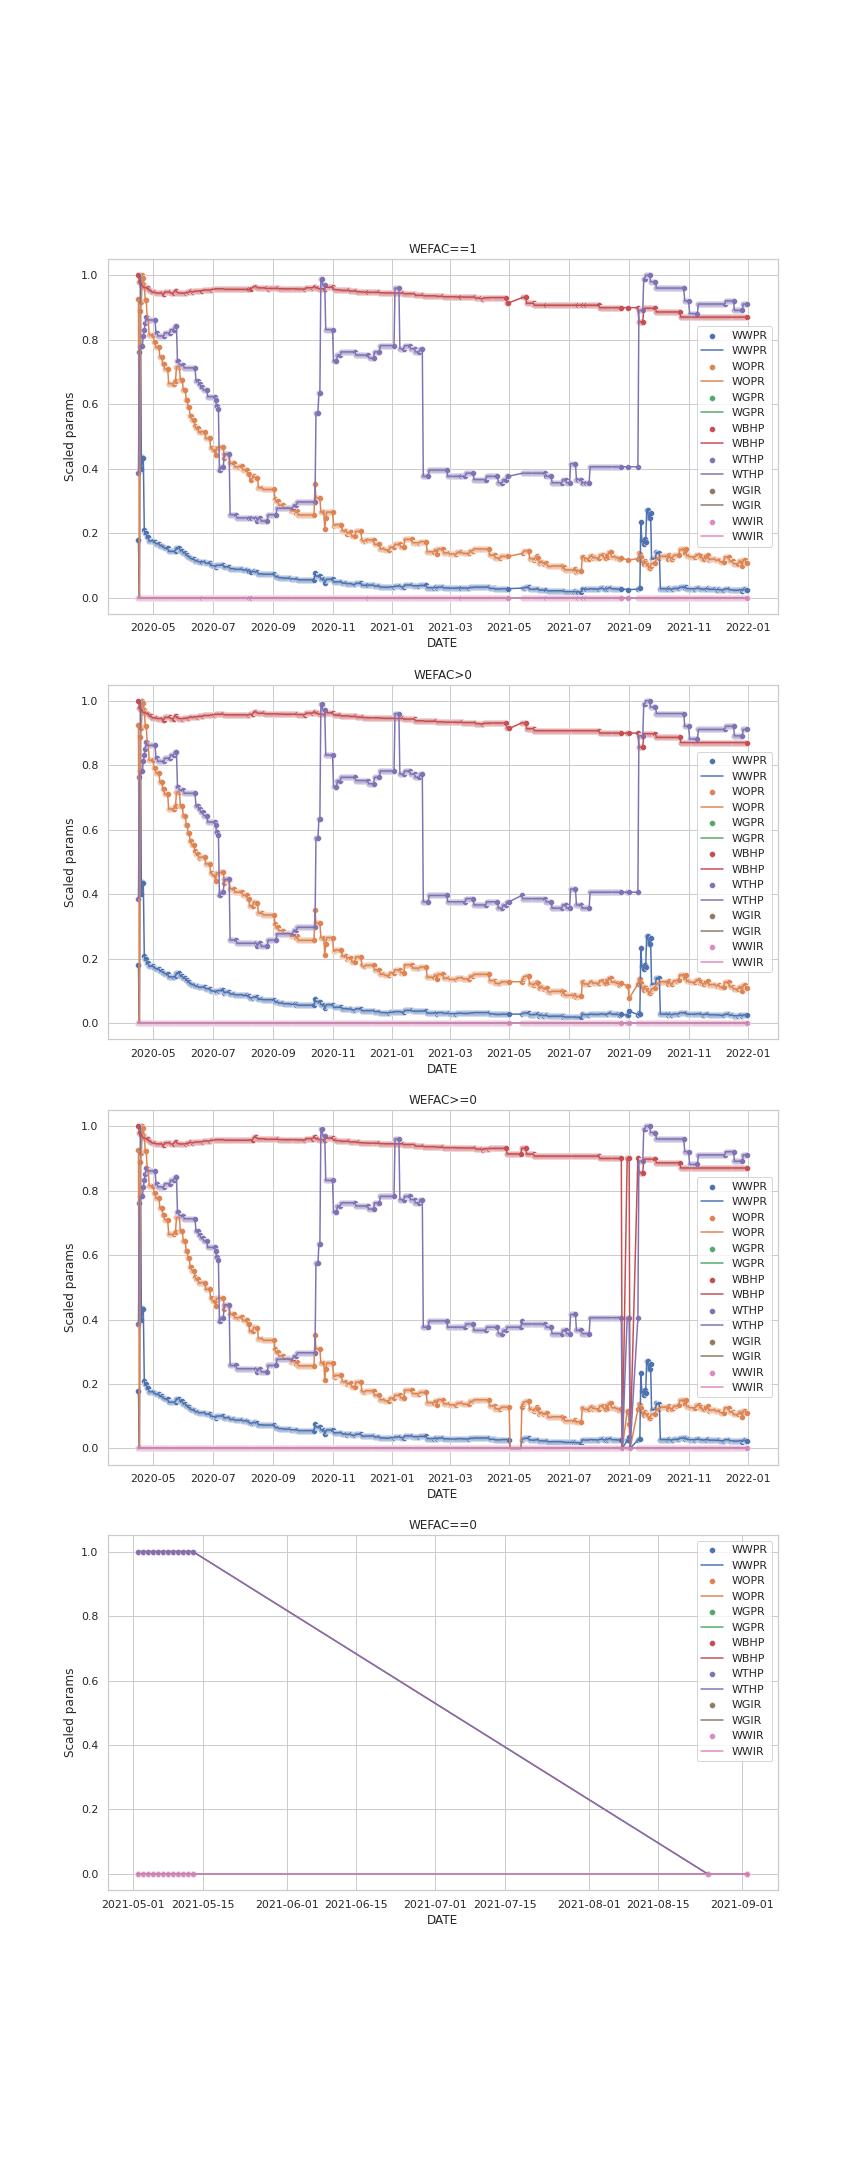 WEFAC==1
1.0
0.8
0.6
0.4
0.2
0.0
Scaled params
WWPR
WWPR
WOPR
WOPR
WGPR
WGPR
WBHP
WBHP
WTHP
WTHP
WGIR
WGIR
WWIR
WWIR
2020-05 2020-07 2020-09 2020-11 2021-01 2021-03 2021-05 2021-07 2021-09 2021-11 2022-01
DATE
WEFAC>0
1.0
0.8
0.6
0.4
0.2
0.0
Scaled params
WWPR
WWPR
WOPR
WOPR
WGPR
WGPR
WBHP
WBHP
WTHP
WTHP
WGIR
WGIR
WWIR
WWIR
2020-05 2020-07 2020-09 2020-11 2021-01 2021-03 2021-05 2021-07 2021-09 2021-11 2022-01
DATE
WEFAC>=0
1.0
0.8
0.6
0.4
0.2
0.0
Scaled params
WWPR
WWPR
WOPR
WOPR
WGPR
WGPR
WBHP
WBHP
WTHP
WTHP
WGIR
WGIR
WWIR
WWIR
2020-05 2020-07 2020-09 2020-11 2021-01 2021-03 2021-05 2021-07 2021-09 2021-11 2022-01
DATE
WEFAC==0
1.0
0.8
0.6
0.4
0.2
0.0
Scaled params
WWPR
WWPR
WOPR
WOPR
WGPR
WGPR
WBHP
WBHP
WTHP
WTHP
WGIR
WGIR
WWIR
WWIR
2021-05-01 2021-05-15 2021-06-01 2021-06-15 2021-07-01 2021-07-15 2021-08-01 2021-08-15 2021-09-01
DATE